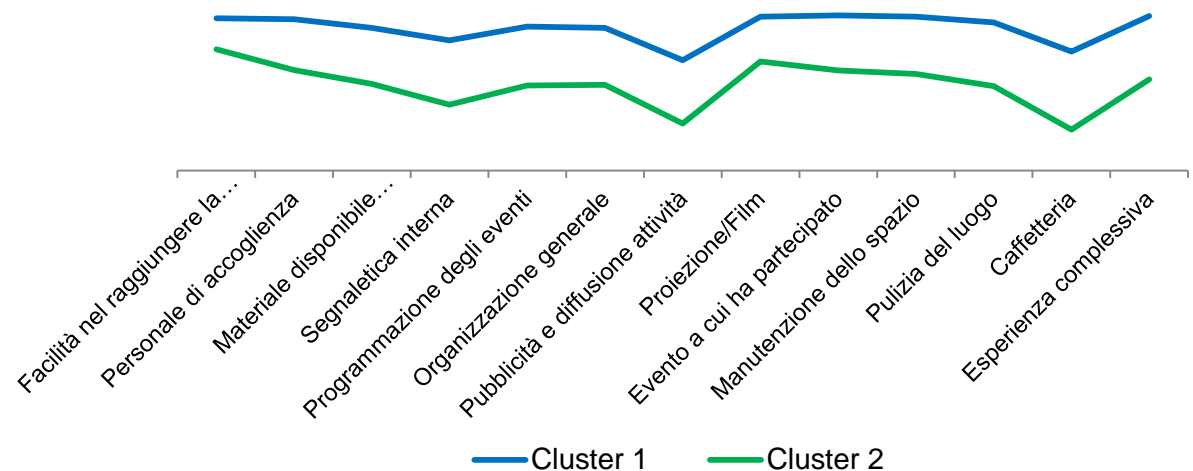 Facilità nel raggiungere la…
Personale di accoglienza
Materiale disponibile…
Segnaletica interna
Programmazione degli eventi
Organizzazione generale
Pubblicità e diffusione attività
Proiezione/Film
Evento a cui ha partecipato
Manutenzione dello spazio
Pulizia del luogo
Caffetteria
Esperienza complessiva
Cluster 1
Cluster 2